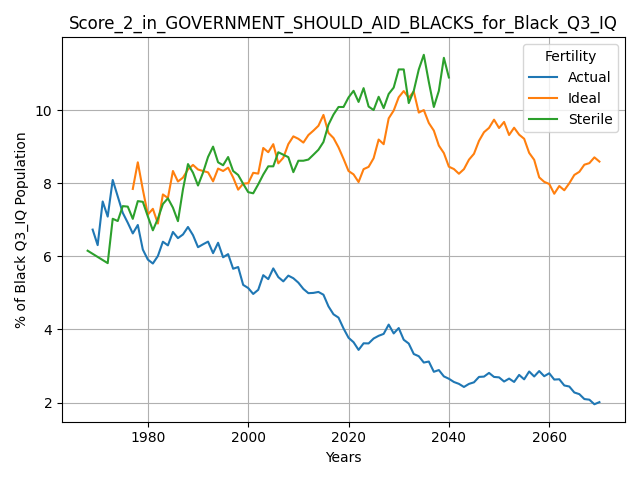 Score_2_in_GOVERNMENT_SHOULD_AID_BLACKS_for_Black_Q3_IQ
Fertility
Actual
Ideal
Sterile
% of Black Q3_IQ Population
10
8
6
4
2
1980 2000 2020 2040 2060
Years